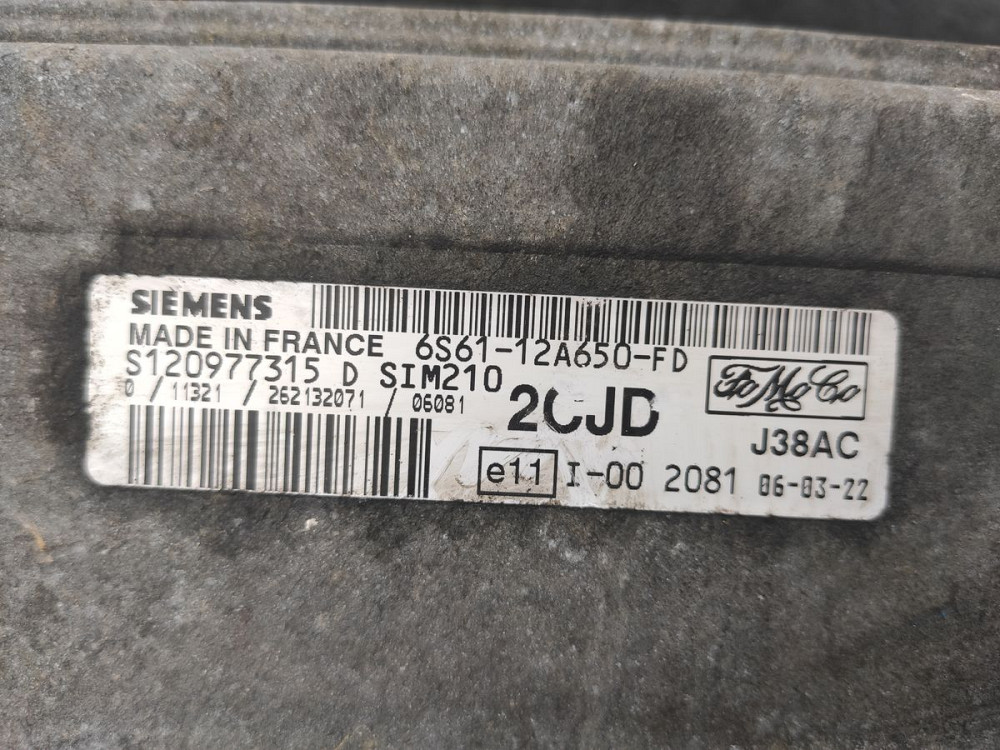 SIEMENS
MADE IN FRANCE 6S61-12A650-FD
S120977315 D SIM210
0 / 11321 / 262132071 / 06081
2CJD
FoMoCo
J38AC
e11 I-00 2081 06-03-22